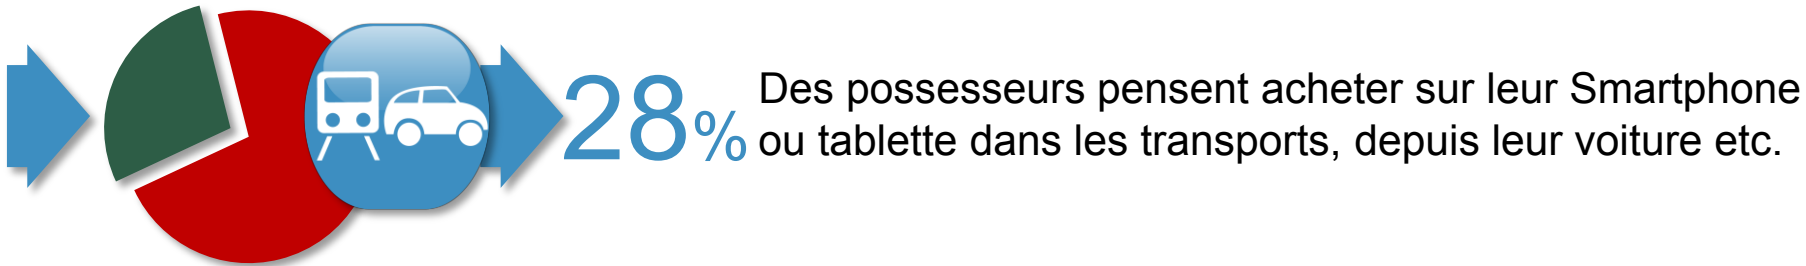 28%
Des possesseurs pensent acheter sur leur Smartphone
ou tablette dans les transports, depuis leur voiture etc.